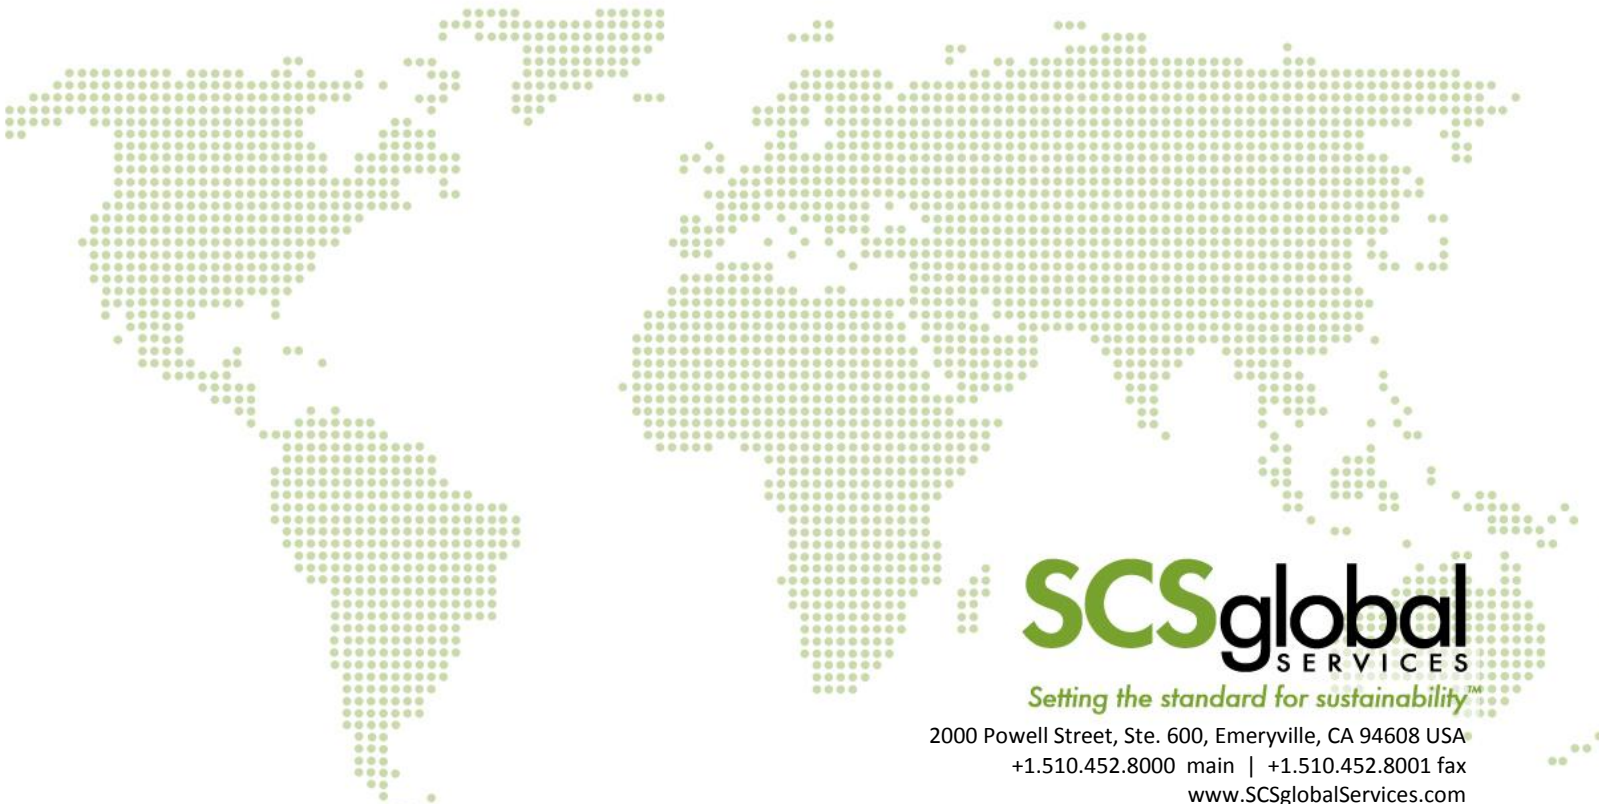 SCSglobal
SERVICES
Setting the standard for sustainability™
2000 Powell Street, Ste. 600, Emeryville, CA 94608 USA
+1.510.452.8000 main | +1.510.452.8001 fax
www.SCSglobalServices.com